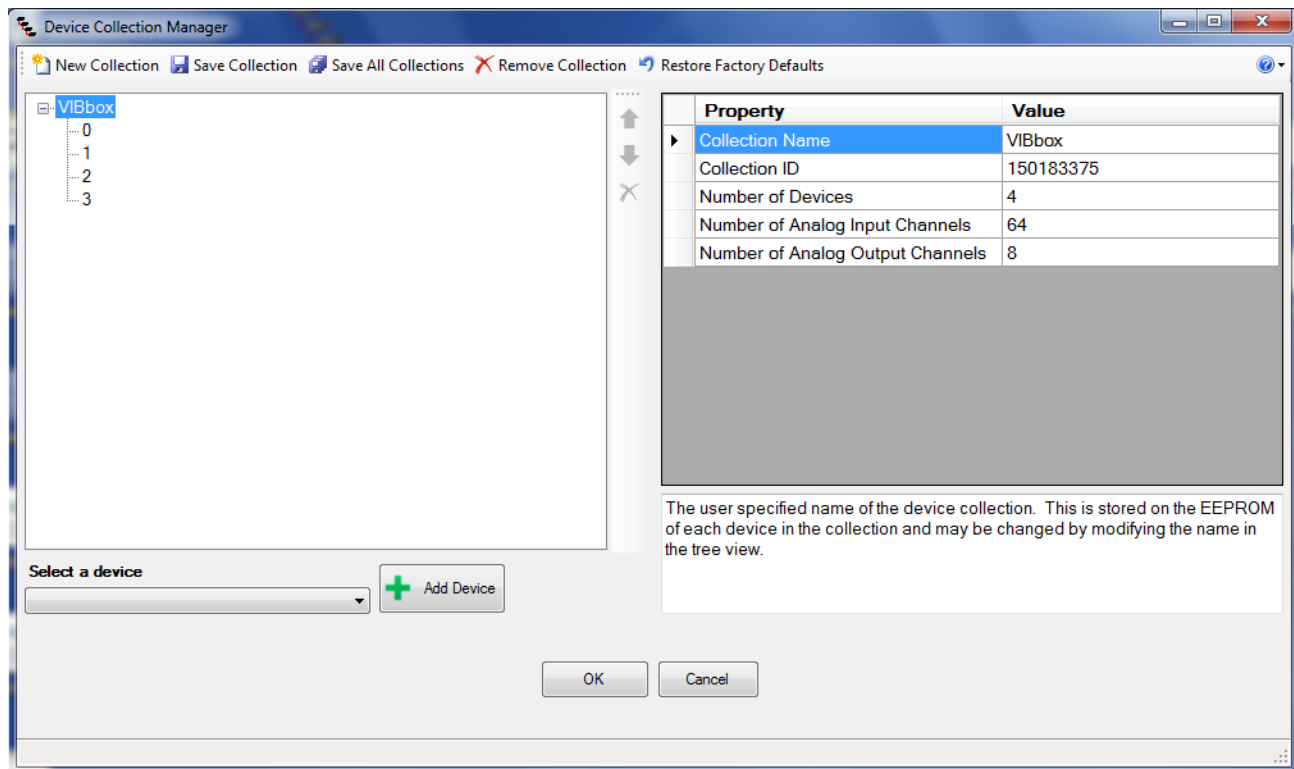 Device Collection Manager
New Collection Save Collection Save All Collections Remove Collection Restore Factory Defaults
VIBbox
0
1
2
3
Property Value
Collection Name VIBbox
Collection ID 150183375
Number of Devices 4
Number of Analog Input Channels 64
Number of Analog Output Channels 8
The user specified name of the device collection. This is stored on the EEPROM
of each device in the collection and may be changed by modifying the name in
the tree view.
Select a device
Add Device
OK Cancel